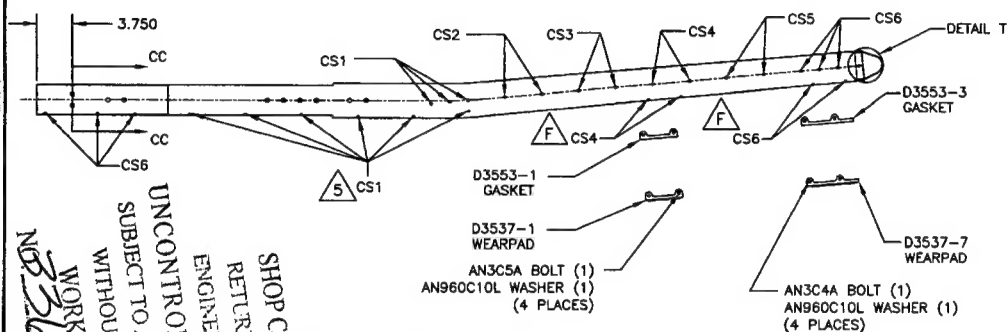 3.750
CC
CC
CS1
CS2
CS3
CS4
CS5
CS6
DETAIL T
CS6
5
CS1
F
CS4
F
CS6
D3553-3
GASKET
D3553-1
GASKET
D3537-1
WEARPAD
D3537-7
WEARPAD
AN3C5A BOLT (1)
AN960C10L WASHER (1)
(4 PLACES)
AN3C4A BOLT (1)
AN960C10L WASHER (1)
(4 PLACES)
SHOP C
RETUR
ENGINE
UNCONTRO
SUBJECT TO
WITHOU
WORK
NO.